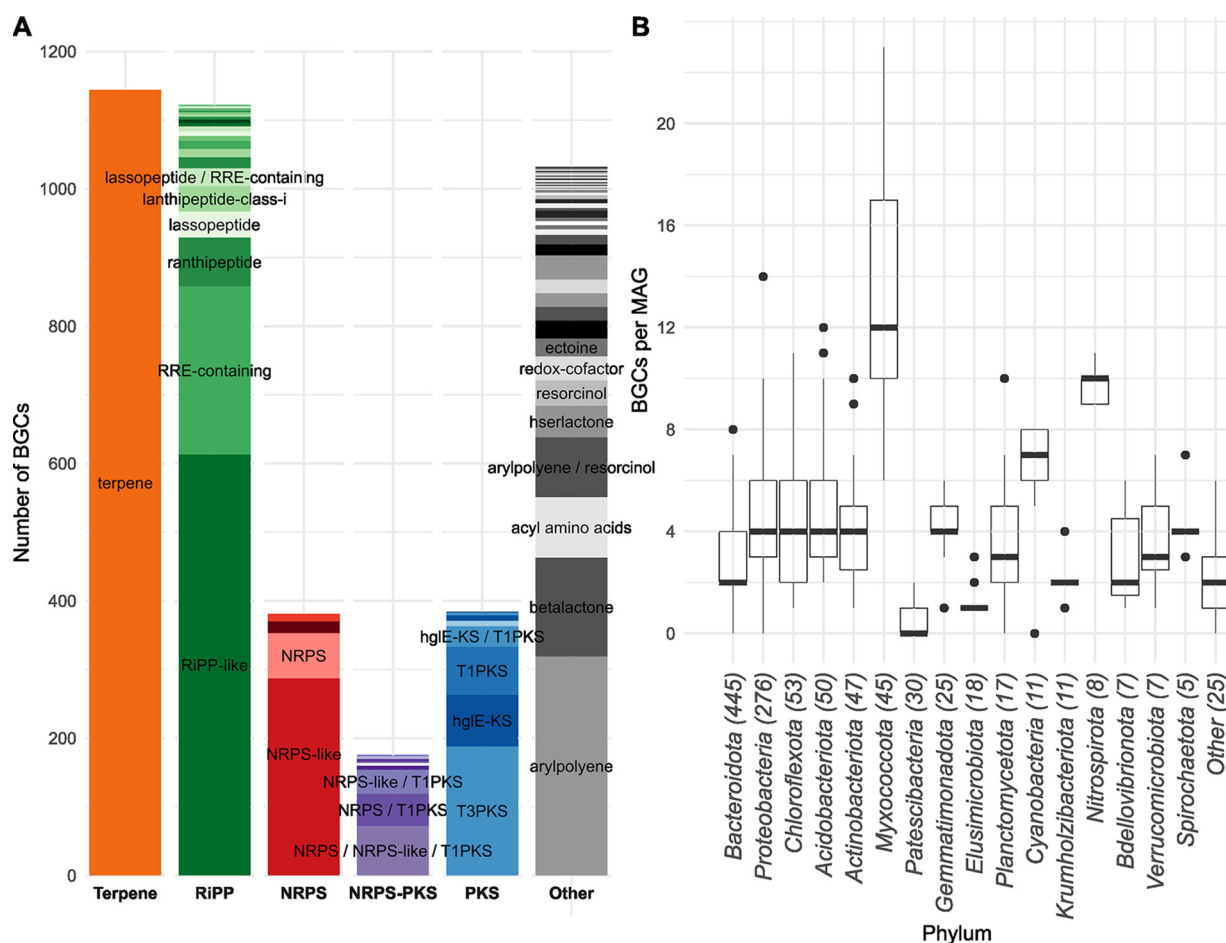 A
Number of BGCs
1200
1000
800
600
400
200
0
terpene
lassopeptide / RRE-containing
lanthipeptide-class-i
lassopeptide
ranthipeptide
RRE-containing
RiPP-like
NRPS
NRPS-like
NRPS-like / T1PKS
NRPS / T1PKS
NRPS / NRPS-like / T1PKS
hglE-KS / T1PKS
T1PKS
hglE-KS
T3PKS
ectoine
redox-cofactor
resorcinol
hserlactone
arylpolyene / resorcinol
acyl amino acids
betalactone
arylpolyene
Terpene
RiPP
NRPS
NRPS-PKS
PKS
Other
B
BGCs per MAG
20
16
12
8
4
0
Bacteroidota (445)
Proteobacteria (276)
Chloroflexota (53)
Acidobacteriota (50)
Actinobacteriota (47)
Myxococcota (45)
Patescibacteria (30)
Gemmatimonadota (25)
Elusimicrobiota (18)
Planctomycetota (17)
Cyanobacteria (11)
Krumholzibacteriota (11)
Nitrospirota (8)
Bdellovibrionota (7)
Verrucomicrobiota (7)
Spirochaetota (5)
Other (25)
Phylum